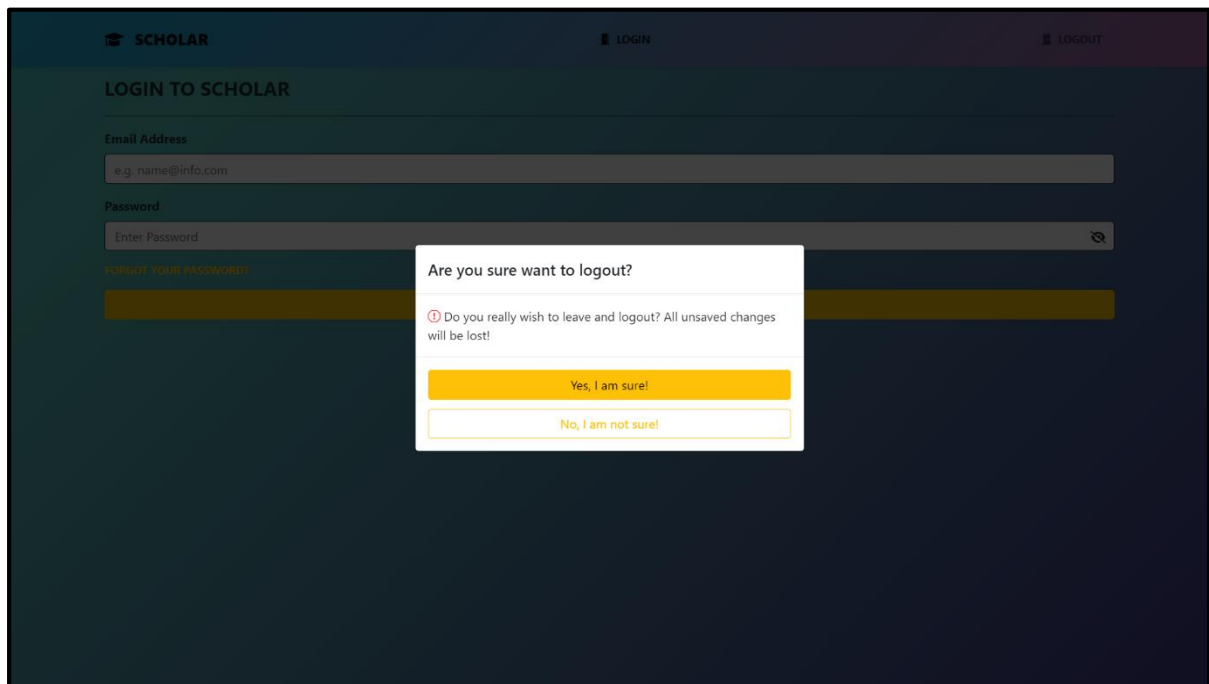 SCHOLAR
LOGIN
LOGOUT
LOGIN TO SCHOLAR
Email Address
e.g. name@info.com
Password
Enter Password
FORGOT YOUR PASSWORD?
Are you sure want to logout?
Do you really wish to leave and logout? All unsaved changes
will be lost!
Yes, I am sure!
No, I am not sure!